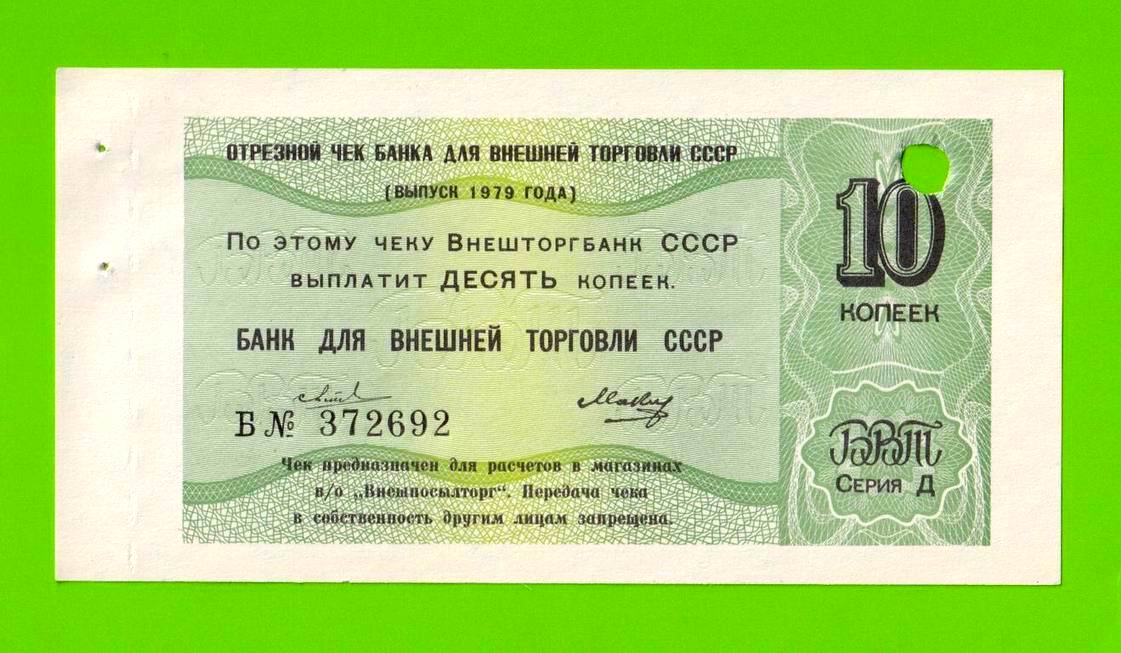 ОТРЕЗНОЙ ЧЕК БАНКА ДЛЯ ВНЕШНЕЙ ТОРГОВЛИ СССР
(ВЫПУСК 1979 ГОДА)
По этому чеку Внешторгбанк СССР
выплатит ДЕСЯТЬ копеек.
БАНК ДЛЯ ВНЕШНЕЙ ТОРГОВЛИ СССР
Б № 372692
Чек предназначен для расчетов в магазинах
в/о „Внешпосылторг“. Передача чека
в собственность другим лицам запрещена.
10
КОПЕЕК
БВТ
Серия Д